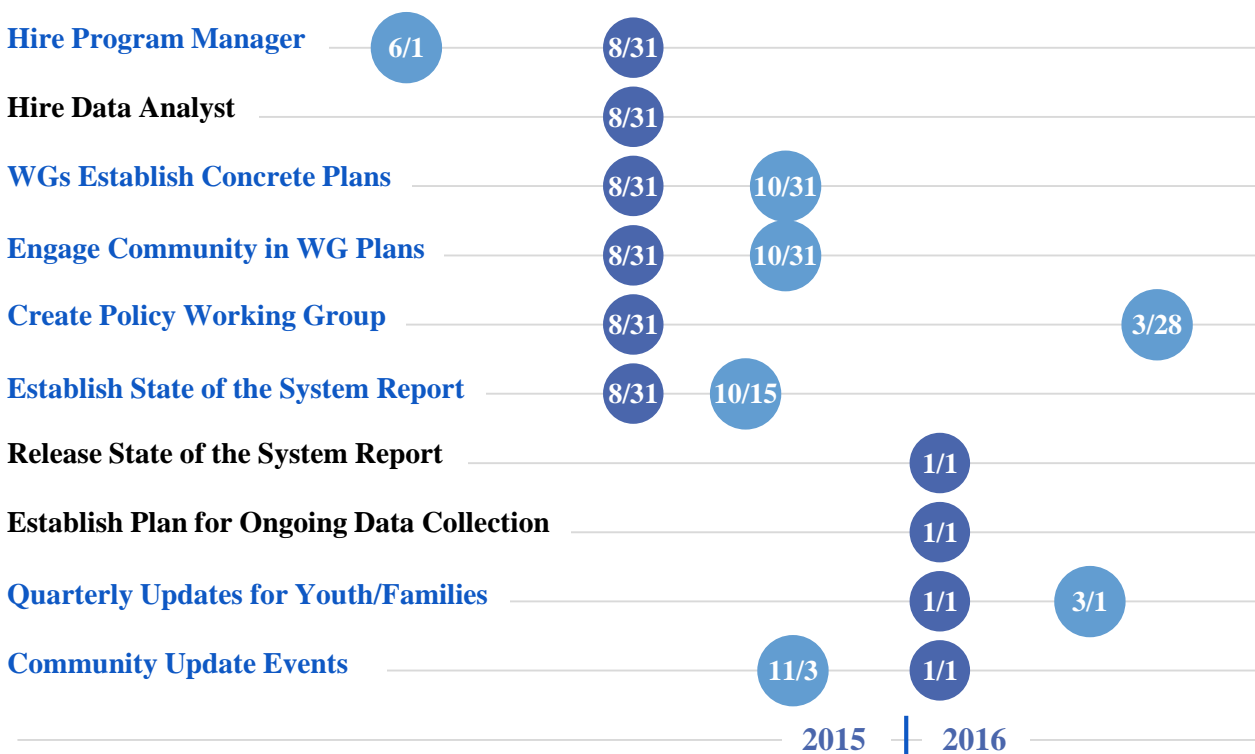 Hire Program Manager 6/1 8/31
Hire Data Analyst 8/31
WGs Establish Concrete Plans 8/31 10/31
Engage Community in WG Plans 8/31 10/31
Create Policy Working Group 8/31 3/28
Establish State of the System Report 8/31 10/15
Release State of the System Report 1/1
Establish Plan for Ongoing Data Collection 1/1
Quarterly Updates for Youth/Families 1/1 3/1
Community Update Events 11/3 1/1
2015 2016